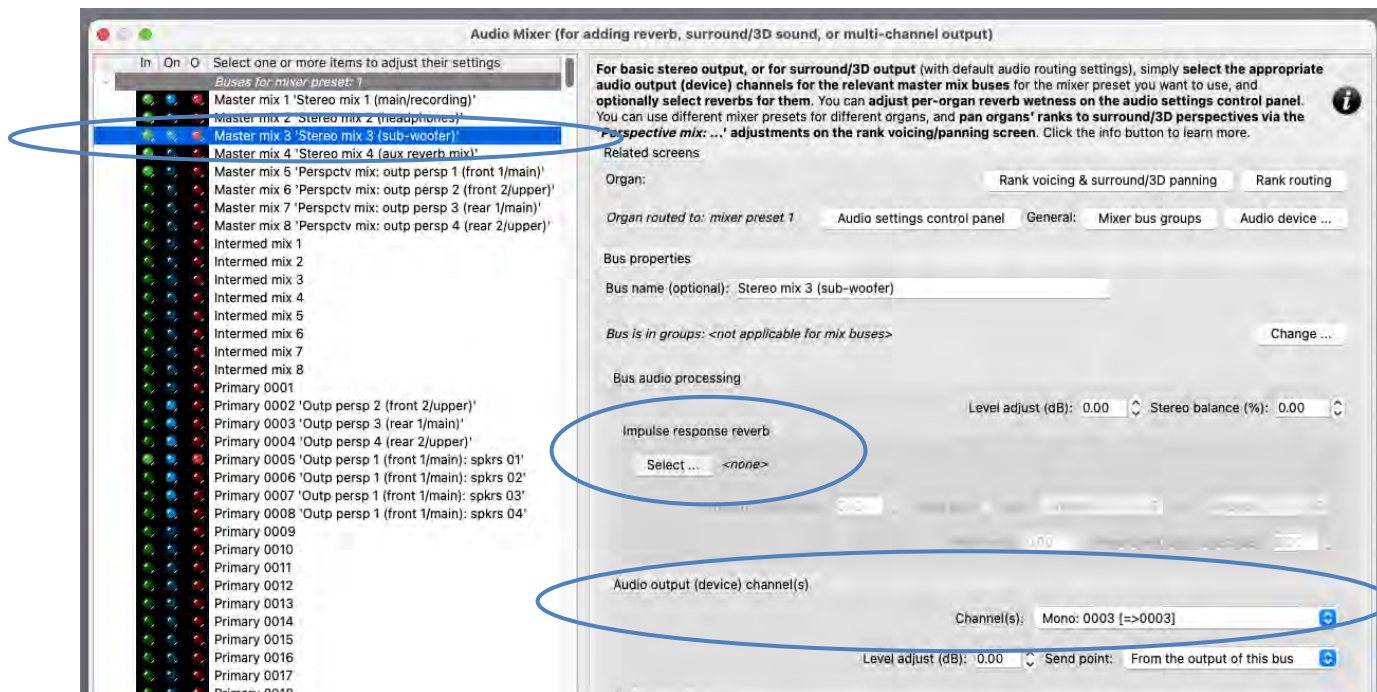 Audio Mixer (for adding reverb, surround/3D sound, or multi-channel output)
In On O Select one or more items to adjust their settings
Buses for mixer preset: 1
Master mix 1 'Stereo mix 1 (main/recording)'
Master mix 2 'Stereo mix 2 (headphones)'
Master mix 3 'Stereo mix 3 (sub-woofer)'
Master mix 4 'Stereo mix 4 (aux reverb mix)'
Master mix 5 'Perspctv mix: outp persp 1 (front 1/main)'
Master mix 6 'Perspctv mix: outp persp 2 (front 2/upper)'
Master mix 7 'Perspctv mix: outp persp 3 (rear 1/main)'
Master mix 8 'Perspctv mix: outp persp 4 (rear 2/upper)'
Intermed mix 1
Intermed mix 2
Intermed mix 3
Intermed mix 4
Intermed mix 5
Intermed mix 6
Intermed mix 7
Intermed mix 8
Primary 0001
Primary 0002 'Outp persp 2 (front 2/upper)'
Primary 0003 'Outp persp 3 (rear 1/main)'
Primary 0004 'Outp persp 4 (rear 2/upper)'
Primary 0005 'Outp persp 1 (front 1/main): spkrs 01'
Primary 0006 'Outp persp 1 (front 1/main): spkrs 02'
Primary 0007 'Outp persp 1 (front 1/main): spkrs 03'
Primary 0008 'Outp persp 1 (front 1/main): spkrs 04'
Primary 0009
Primary 0010
Primary 0011
Primary 0012
Primary 0013
Primary 0014
Primary 0015
Primary 0016
Primary 0017
Primary 0018
For basic stereo output, or for surround/3D output (with default audio routing settings), simply select the appropriate
audio output (device) channels for the relevant master mix buses for the mixer preset you want to use, and
optionally select reverbs for them. You can adjust per-organ reverb wetness on the audio settings control panel.
You can use different mixer presets for different organs, and pan organs' ranks to surround/3D perspectives via the
'Perspective mix: ...' adjustments on the rank voicing/panning screen. Click the info button to learn more.
Related screens
Organ: Rank voicing & surround/3D panning Rank routing
Organ routed to: mixer preset 1 Audio settings control panel General: Mixer bus groups Audio device ...
Bus properties
Bus name (optional): Stereo mix 3 (sub-woofer)
Bus is in groups: <not applicable for mix buses> Change ...
Bus audio processing
Level adjust (dB): 0.00 Stereo balance (%): 0.00
Impulse response reverb
Select ... <none>
Audio output (device) channel(s)
Channel(s): Mono: 0003 [=>0003]
Level adjust (dB): 0.00 Send point: From the output of this bus